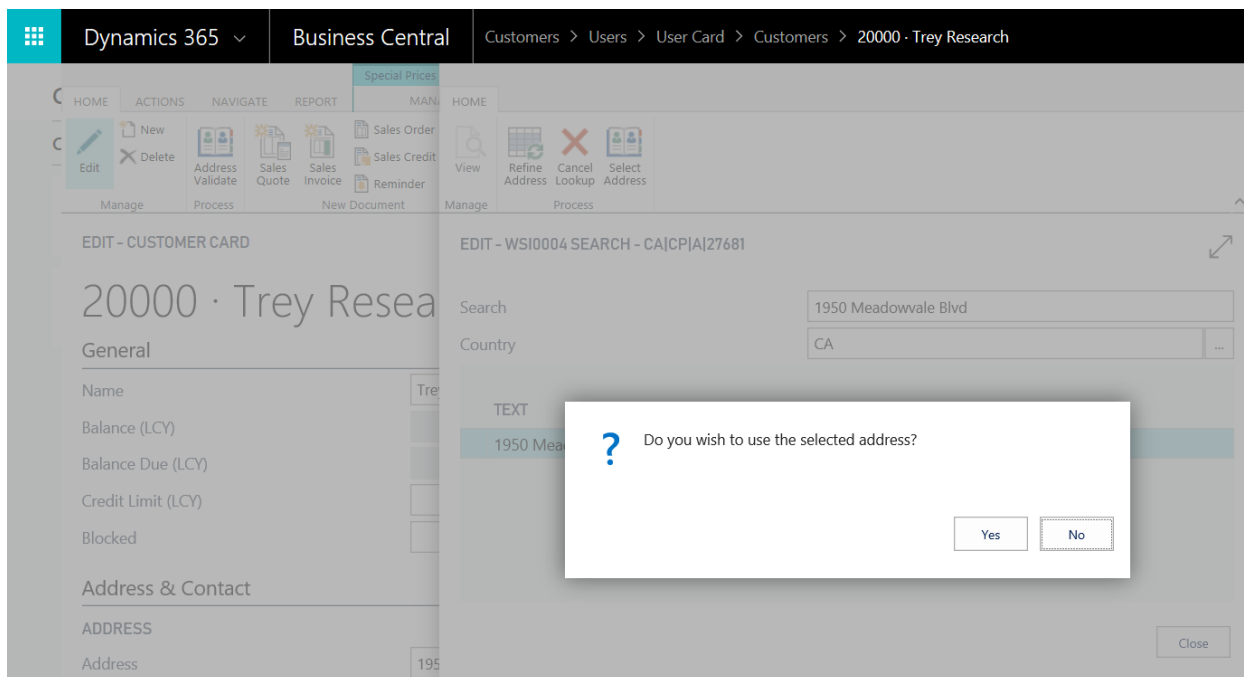 Dynamics 365 Business Central Customers > Users > User Card > Customers > 20000 · Trey Research
Special Prices
HOME ACTIONS NAVIGATE REPORT HOME
New
Delete
Edit
Address Validate
Sales Quote
Sales Invoice
Sales Order
Sales Credit
Reminder
View
Refine Address
Cancel Lookup
Select Address
Manage Process New Document Manage Process
EDIT - CUSTOMER CARD
EDIT - WSI0004 SEARCH - CA|CP|A|27681
20000 · Trey Resea
General
Name Trey
Balance (LCY)
Balance Due (LCY)
Credit Limit (LCY)
Blocked
Address & Contact
ADDRESS
Address 195
Search 1950 Meadowvale Blvd
Country CA ...
TEXT
1950 Mea
Do you wish to use the selected address?
Yes No
Close